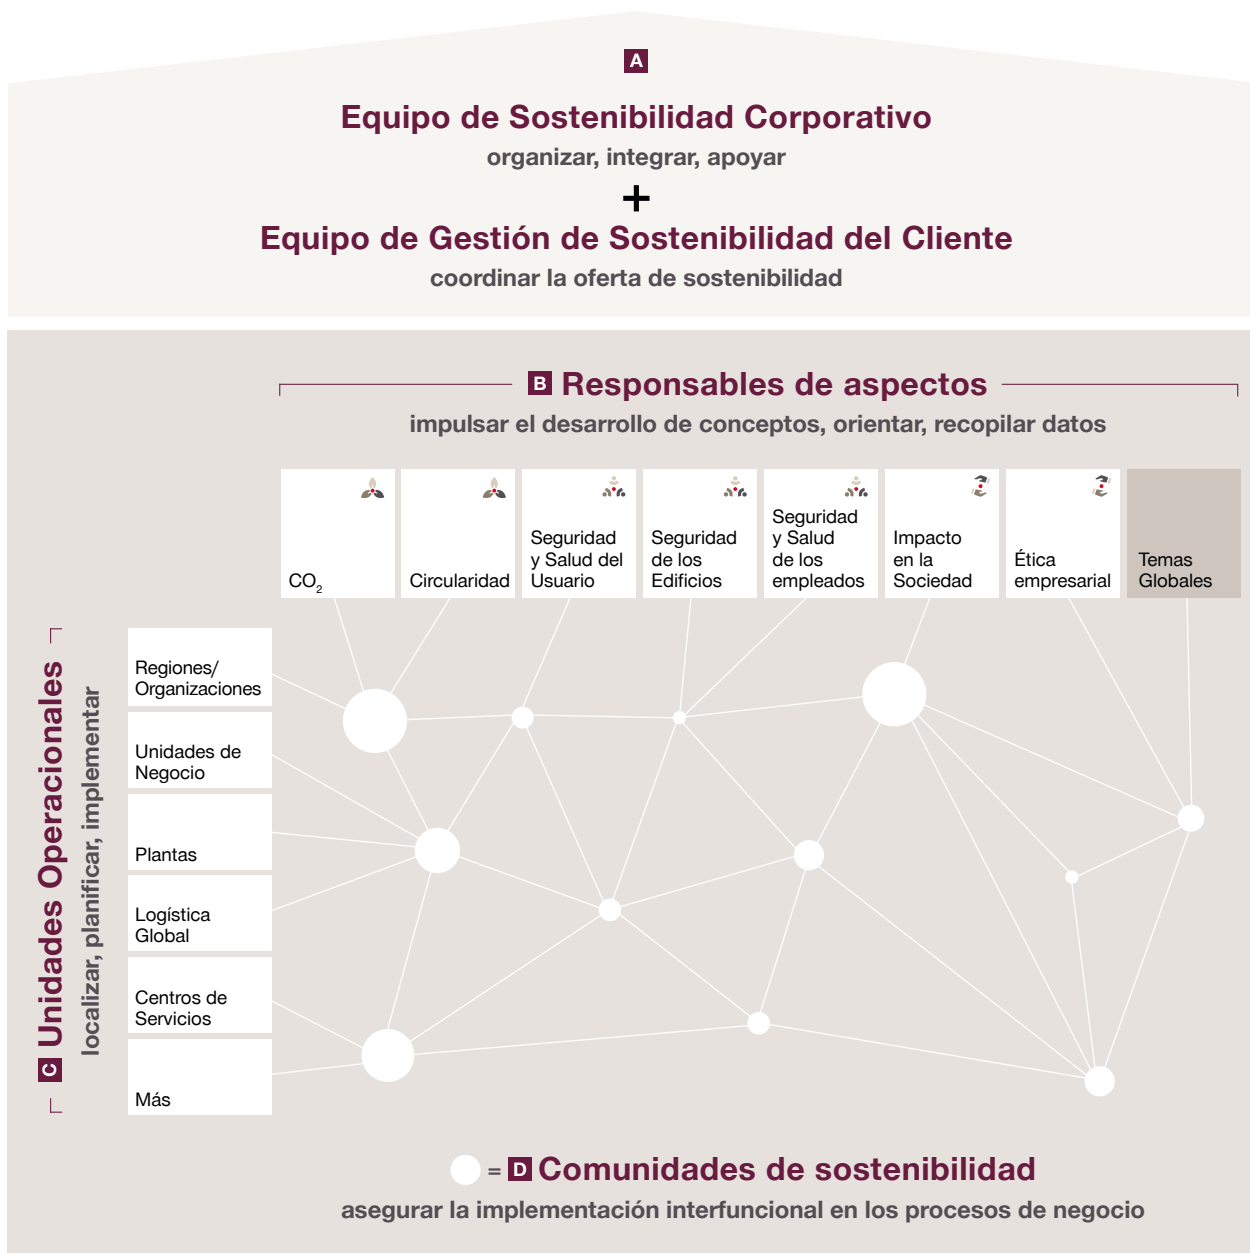 A
Equipo de Sostenibilidad Corporativo
organizar, integrar, apoyar
+
Equipo de Gestión de Sostenibilidad del Cliente
coordinar la oferta de sostenibilidad
B Responsables de aspectos
impulsar el desarrollo de conceptos, orientar, recopilar datos
CO₂
Circularidad
Seguridad
y Salud del
Usuario
Seguridad
de los
Edificios
Seguridad
y Salud
de los
empleados
Impacto
en la
Sociedad
Ética
empresarial
Temas
Globales
C Unidades Operacionales
localizar, planificar, implementar
Regiones/
Organizaciones
Unidades de
Negocio
Plantas
Logística
Global
Centros de
Servicios
Más
= D Comunidades de sostenibilidad
asegurar la implementación interfuncional en los procesos de negocio